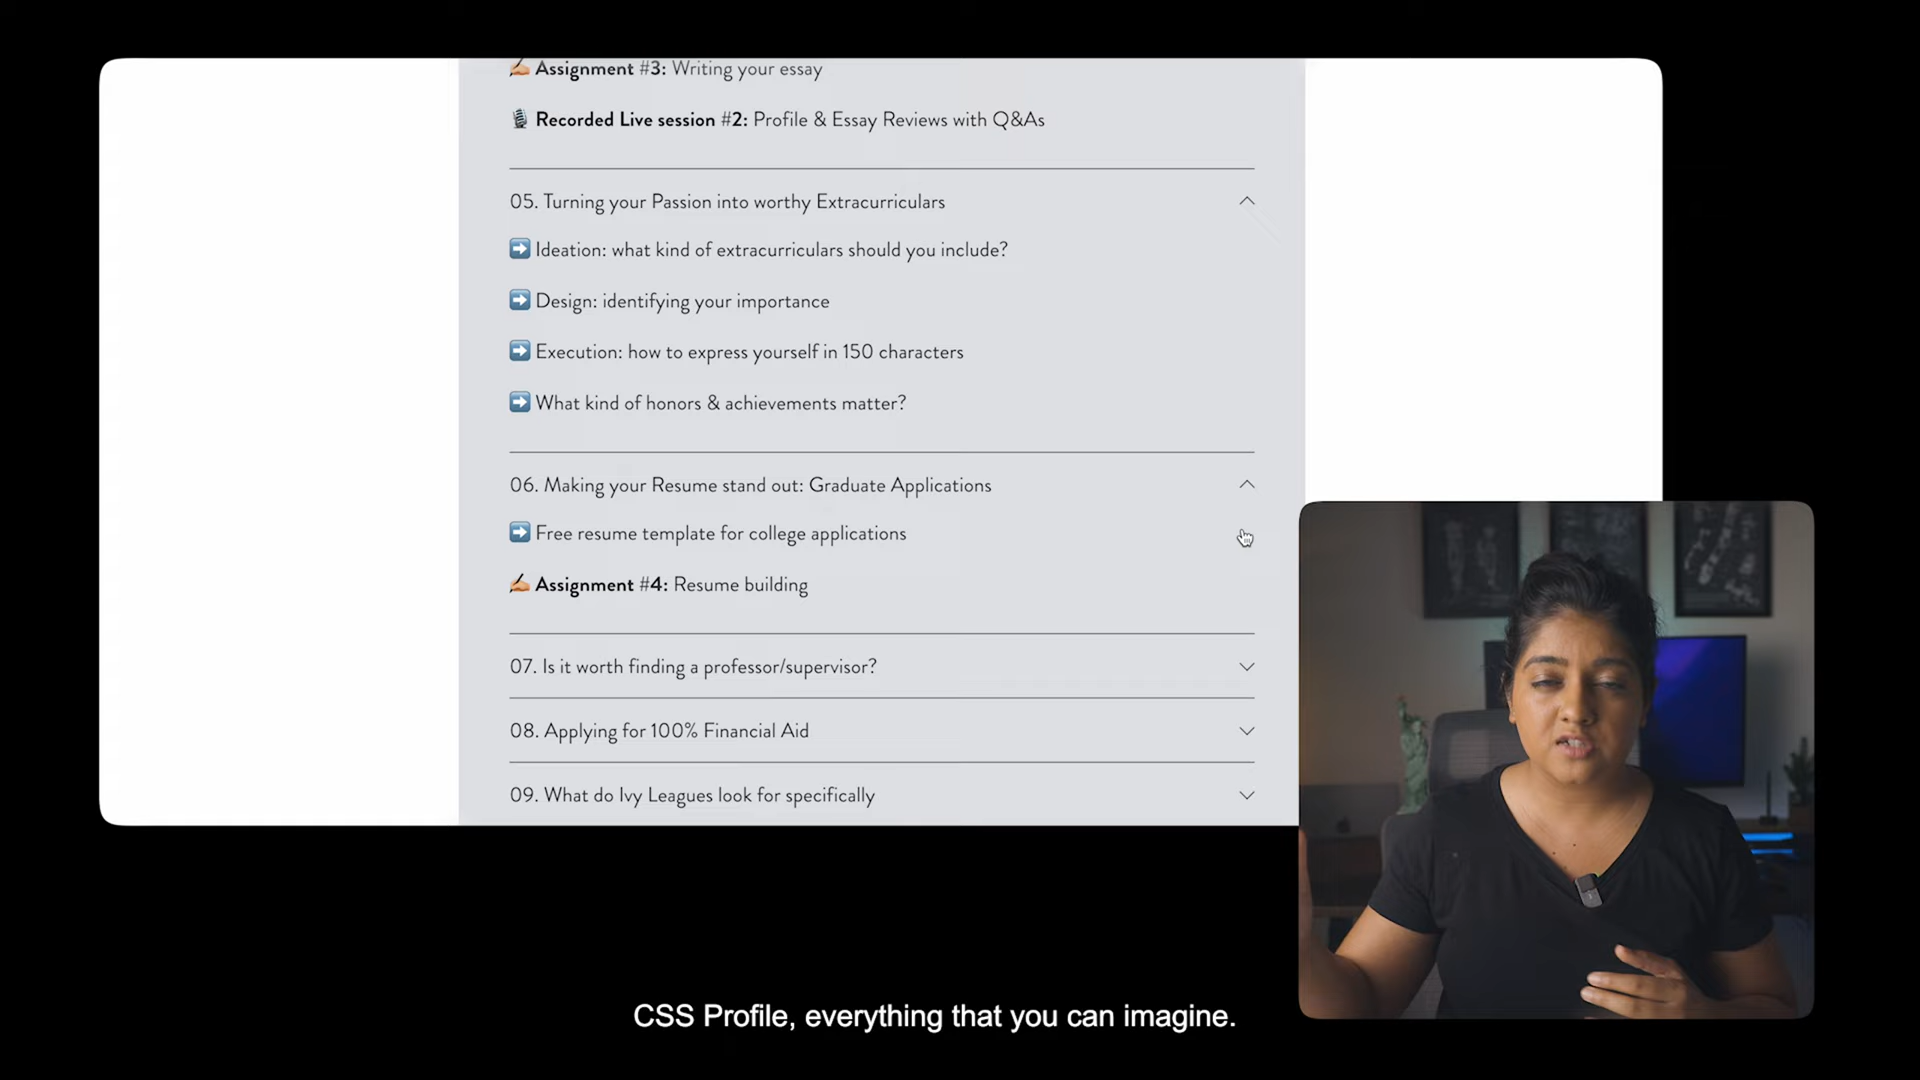 Assignment #3: Writing your essay
Recorded Live session #2: Profile & Essay Reviews with Q&As
05. Turning your Passion into worthy Extracurriculars
Ideation: what kind of extracurriculars should you include?
Design: identifying your importance
Execution: how to express yourself in 150 characters
What kind of honors & achievements matter?
06. Making your Resume stand out: Graduate Applications
Free resume template for college applications
Assignment #4: Resume building
07. Is it worth finding a professor/supervisor?
08. Applying for 100% Financial Aid
09. What do Ivy Leagues look for specifically
CSS Profile, everything that you can imagine.